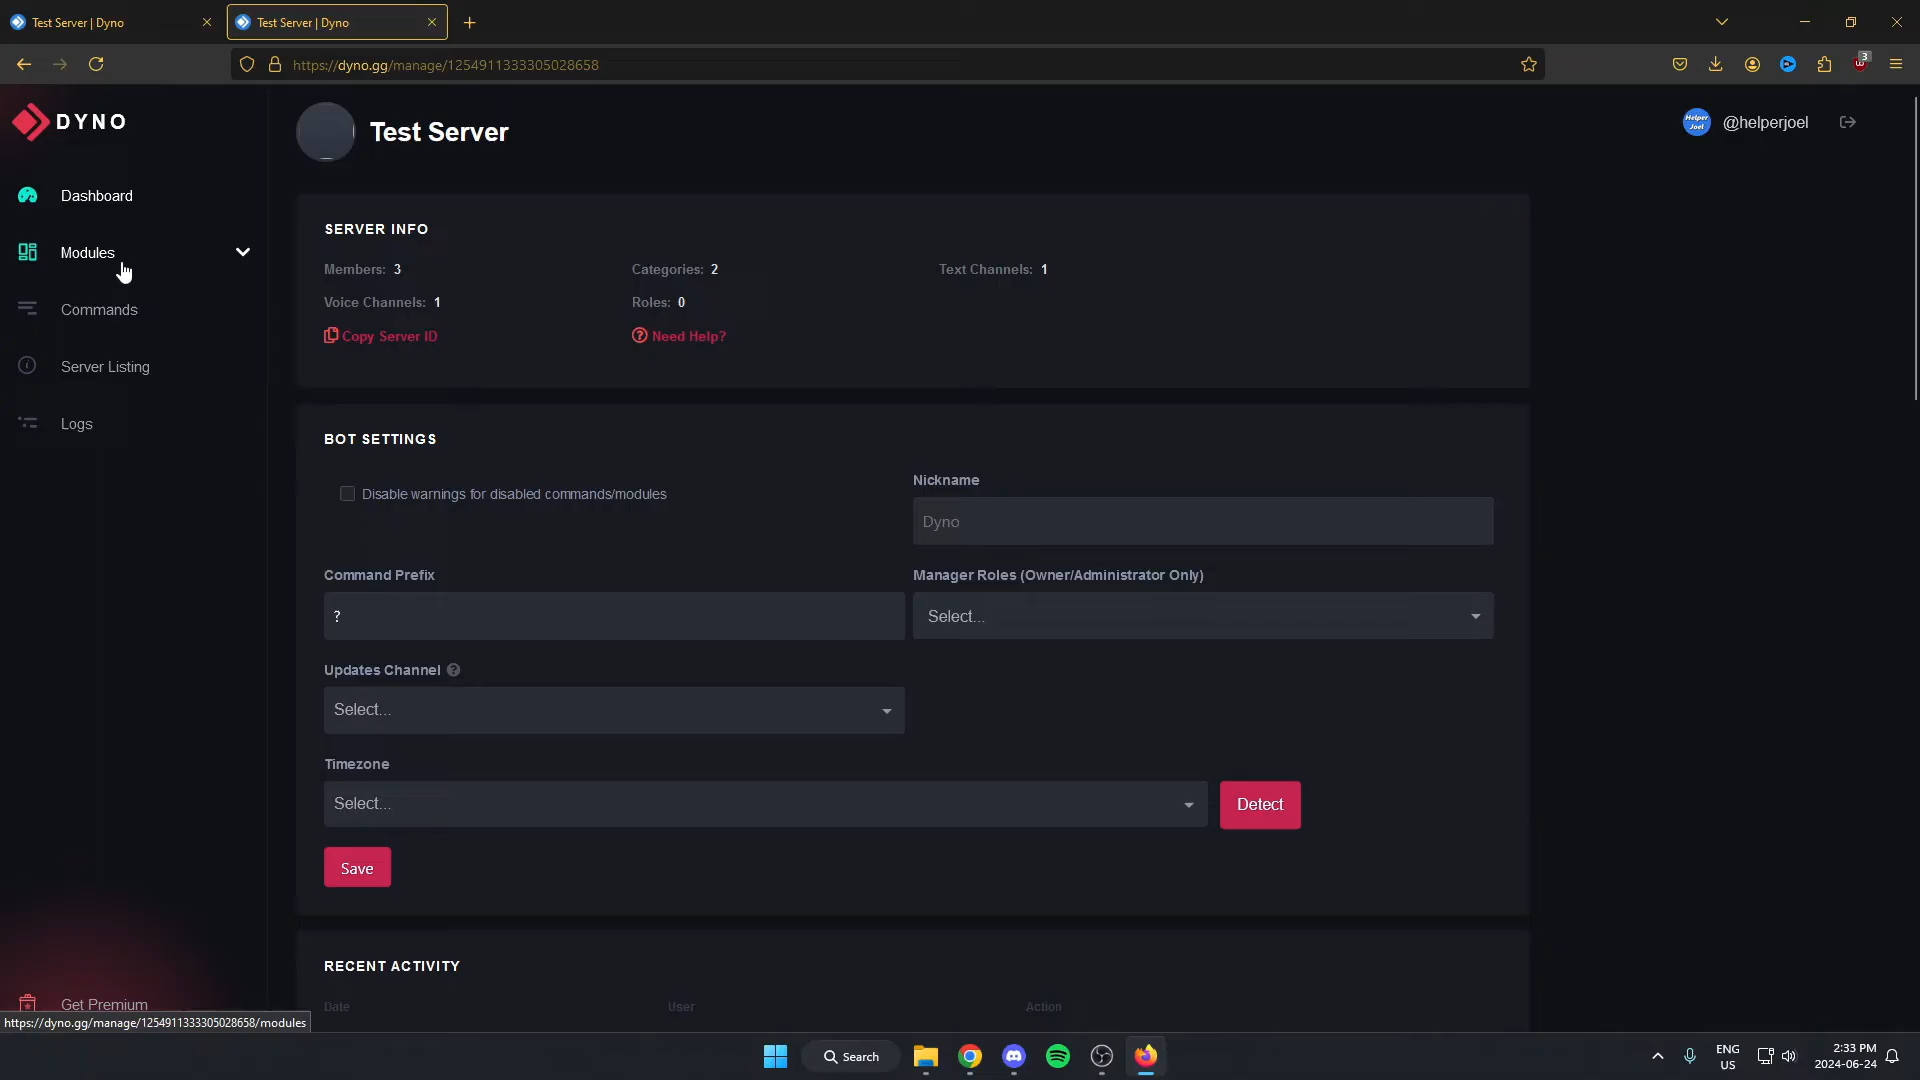 Test Server | Dyno
Test Server | Dyno
https://dyno.gg/manage/1254911333305028658
3
DYNO
Test Server
Helper Joel
@helperjoel
Dashboard
Modules
Commands
Server Listing
Logs
SERVER INFO
Members: 3
Categories: 2
Text Channels: 1
Voice Channels: 1
Roles: 0
Copy Server ID
Need Help?
BOT SETTINGS
Disable warnings for disabled commands/modules
Nickname
Dyno
Command Prefix
?
Manager Roles (Owner/Administrator Only)
Select...
Updates Channel ?
Select...
Timezone
Select...
Detect
Save
RECENT ACTIVITY
Date
User
Action
Get Premium
https://dyno.gg/manage/1254911333305028658/modules
Search
ENG
US
2:33 PM
2024-06-24